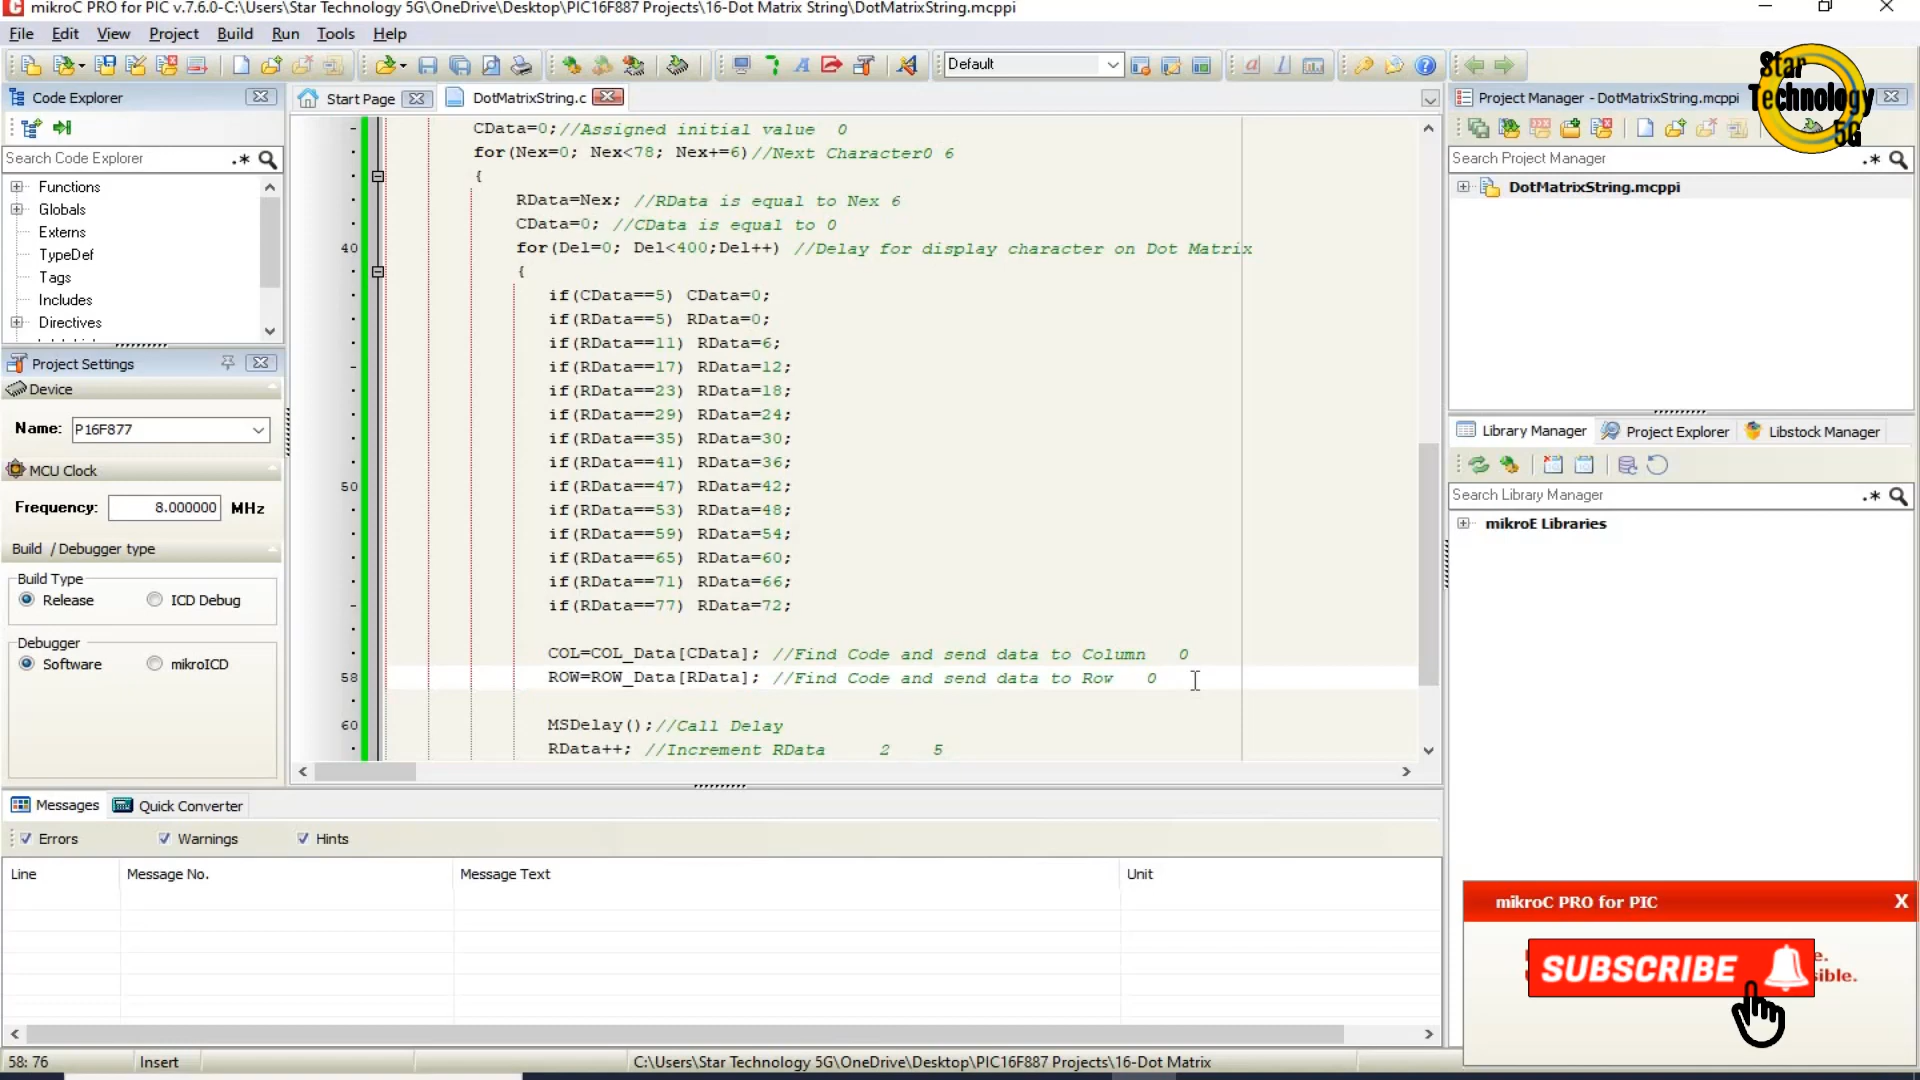 mikroC PRO for PIC v.7.6.0-C:\Users\Star Technology 5G\OneDrive\Desktop\PIC16F887 Projects\16-Dot Matrix String\DotMatrixString.mcppi
File Edit View Project Build Run Tools Help
Default
Star Technology 5G
Code Explorer
Start Page
DotMatrixString.c
Project Manager - DotMatrixString.mcppi
Search Code Explorer
Search Project Manager
Functions
Globals
Externs
TypeDef
Tags
Includes
Directives
DotMatrixString.mcppi
CData=0;//Assigned initial value 0
for(Nex=0; Nex<78; Nex+=6)//Next Character0 6
{
RData=Nex; //RData is equal to Nex 6
CData=0; //CData is equal to 0
40 for(Del=0; Del<400;Del++) //Delay for display character on Dot Matrix
{
if(CData==5) CData=0;
if(RData==5) RData=0;
if(RData==11) RData=6;
if(RData==17) RData=12;
if(RData==23) RData=18;
if(RData==29) RData=24;
if(RData==35) RData=30;
if(RData==41) RData=36;
50 if(RData==47) RData=42;
if(RData==53) RData=48;
if(RData==59) RData=54;
if(RData==65) RData=60;
if(RData==71) RData=66;
if(RData==77) RData=72;
COL=COL_Data[CData]; //Find Code and send data to Column 0
58 ROW=ROW_Data[RData]; //Find Code and send data to Row 0
60 MSDelay();//Call Delay
RData++; //Increment RData 2 5
Project Settings
Device
Name: P16F877
MCU Clock
Frequency: 8.000000 MHz
Build / Debugger type
Build Type
Release ICD Debug
Debugger
Software mikroICD
Library Manager Project Explorer Libstock Manager
Search Library Manager
mikroE Libraries
Messages Quick Converter
Errors Warnings Hints
Line Message No. Message Text Unit
mikroC PRO for PIC X
SUBSCRIBE
58: 76 Insert C:\Users\Star Technology 5G\OneDrive\Desktop\PIC16F887 Projects\16-Dot Matrix